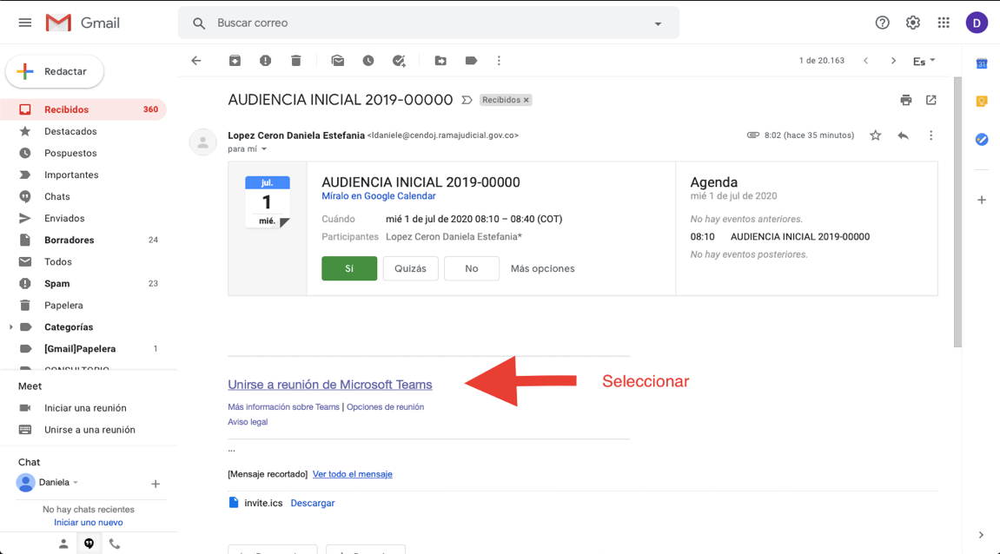 Gmail
Buscar correo
D
Redactar
1 de 20.163
Es
31
Recibidos 360
Destacados
Pospuestos
Importantes
Chats
Enviados
Borradores 24
Todos
Spam 23
Papelera
Categorías
[Gmail]Papelera 1
CONSULTORIO
Meet
Iniciar una reunión
Unirse a una reunión
Chat
Daniela
No hay chats recientes
Iniciar uno nuevo
AUDIENCIA INICIAL 2019-00000 Recibidos x
Lopez Ceron Daniela Estefania <ldaniele@cendoj.ramajudicial.gov.co>
8:02 (hace 35 minutos)
para mí
jul.
1
mié.
AUDIENCIA INICIAL 2019-00000
Míralo en Google Calendar
Cuándo mié 1 de jul de 2020 08:10 – 08:40 (COT)
Participantes Lopez Ceron Daniela Estefania*
Sí Quizás No Más opciones
Agenda
mié 1 de jul de 2020
No hay eventos anteriores.
08:10 AUDIENCIA INICIAL 2019-00000
No hay eventos posteriores.
Unirse a reunión de Microsoft Teams
Seleccionar
Más información sobre Teams | Opciones de reunión
Aviso legal
...
[Mensaje recortado] Ver todo el mensaje
invite.ics Descargar